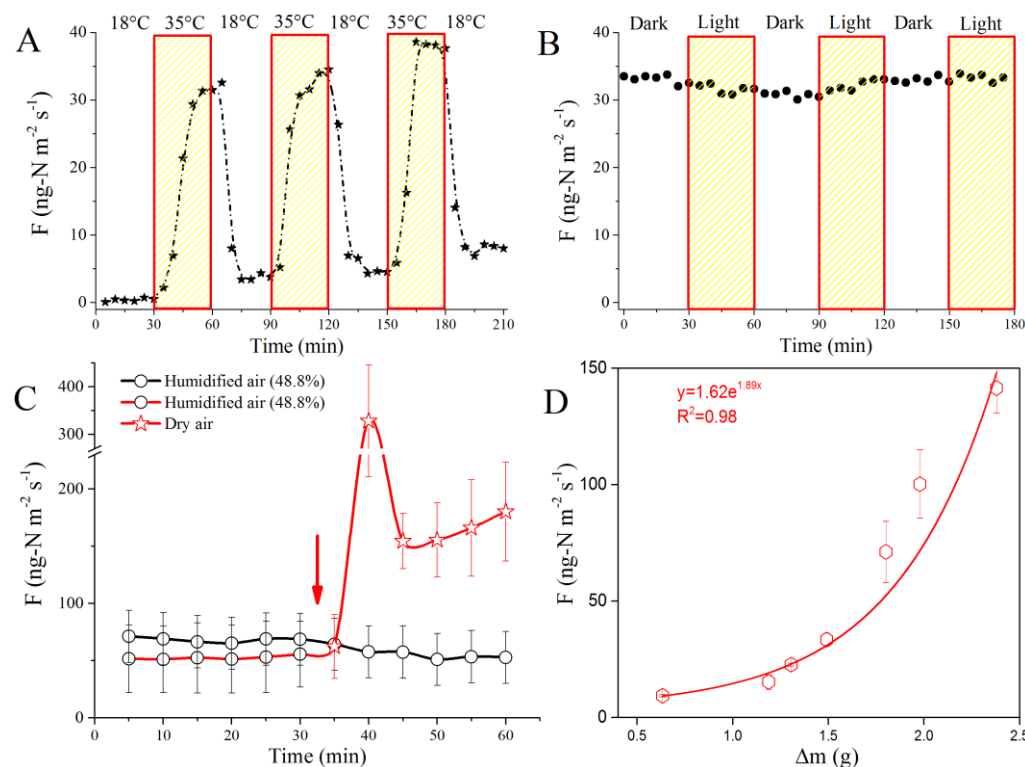 A
18°C 35°C 18°C 35°C 18°C 35°C 18°C
F (ng-N m⁻² s⁻¹)
40
30
20
10
0
0 30 60 90 120 150 180 210
Time (min)
B
Dark Light Dark Light Dark Light
F (ng-N m⁻² s⁻¹)
40
30
20
10
0
0 30 60 90 120 150 180
Time (min)
C
Humidified air (48.8%)
Humidified air (48.8%)
Dry air
F (ng-N m⁻² s⁻¹)
400
300
200
100
0
0 10 20 30 40 50 60
Time (min)
D
y=1.62e^1.89x
R²=0.98
F (ng-N m⁻² s⁻¹)
150
100
50
0
0.5 1.0 1.5 2.0 2.5
Δm (g)